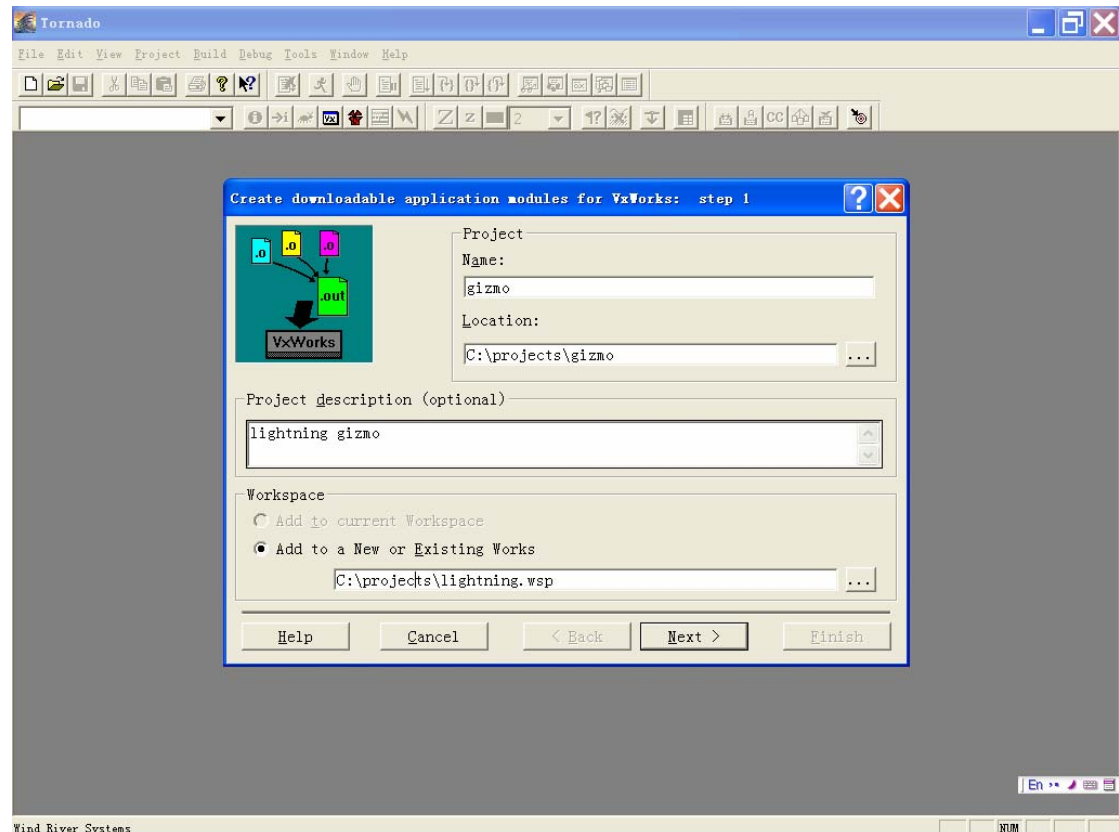 Tornado
File Edit View Project Build Debug Tools Window Help
2
CC
Create downloadable application modules for VxWorks: step 1
.o .o .o
.out
VxWorks
Project
Name:
gizmo
Location:
C:\projects\gizmo
...
Project description (optional)
lightning gizmo
Workspace
Add to current Workspace
Add to a New or Existing Works
C:\projects\lightning.wsp
...
Help Cancel < Back Next > Finish
En
Wind River Systems NUM